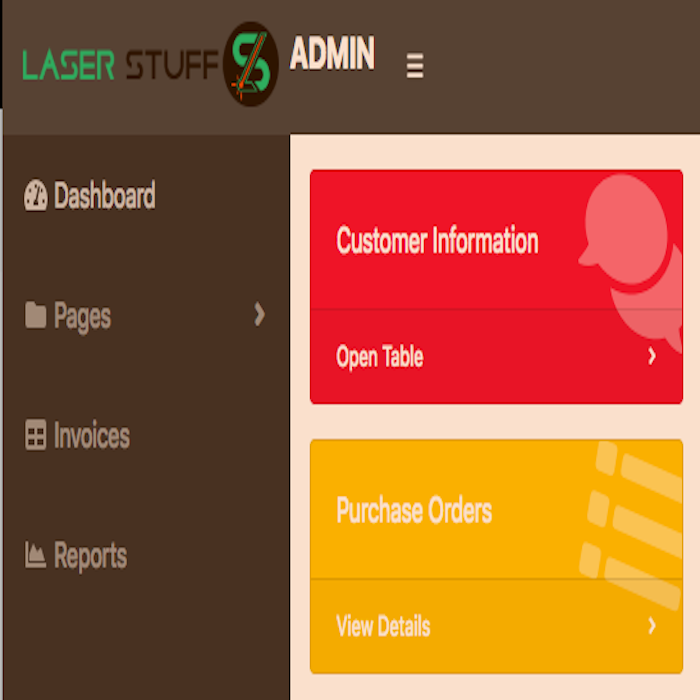 LASER STUFF ADMIN
Dashboard
Pages
Invoices
Reports
Customer Information
Open Table
Purchase Orders
View Details